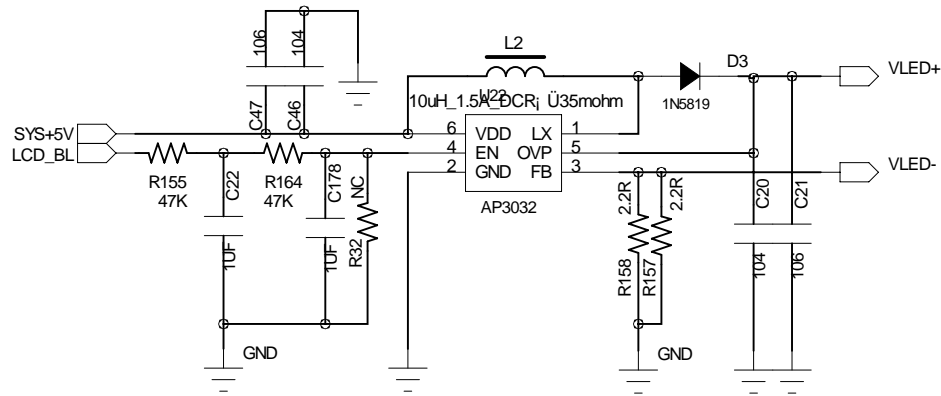 106
104
L2
D3
VLED+
C47
C46
U22
10uH_1.5A_DCR¡ Ü35mohm
1N5819
SYS+5V
6
VDD
LX
1
LCD_BL
4
EN
OVP
5
2
GND
FB
3
VLED-
R155
47K
C22
1UF
R164
47K
C178
1UF
NC
R32
AP3032
2.2R
2.2R
R158
R157
C20
C21
104
106
GND
GND